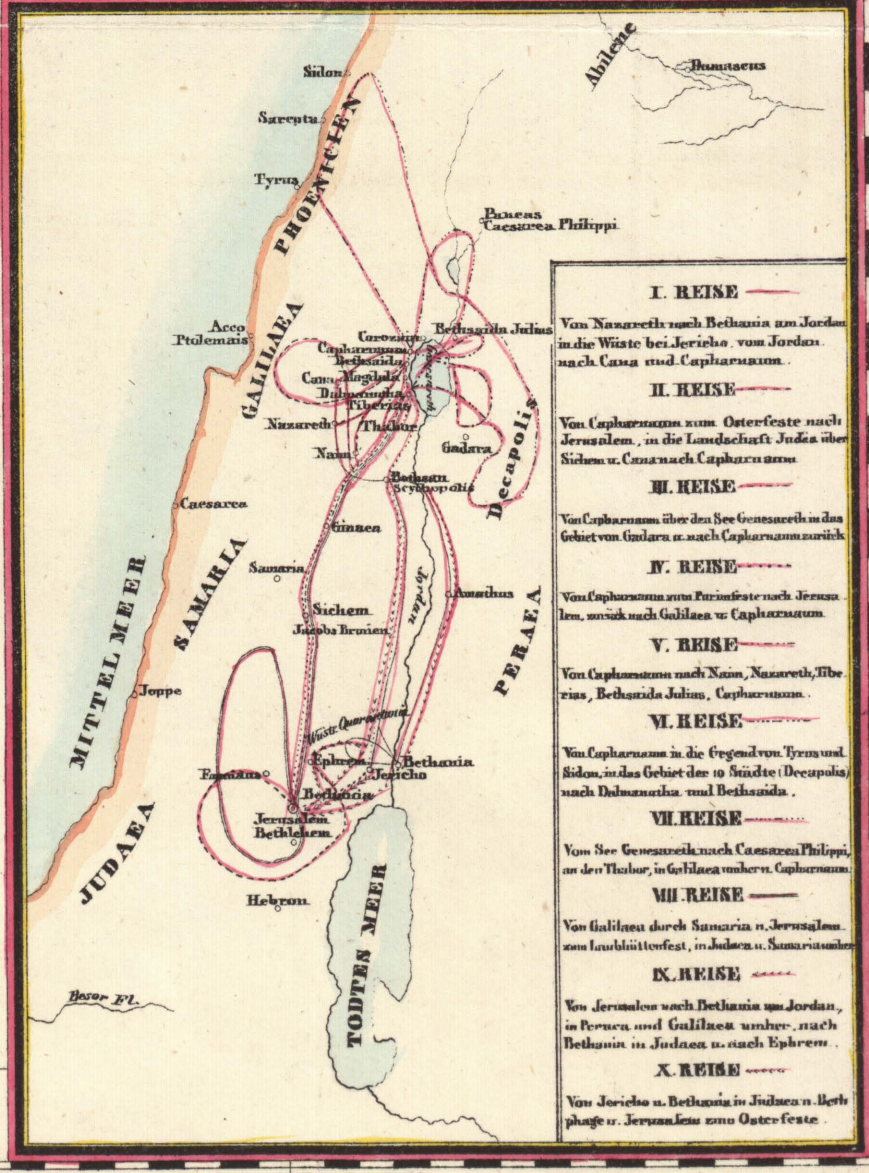 Abilene
Damascus
Sidon
Sarepta
Tyrus
PHOENICIEN
Paneas
Caesarea Philippi
Acco
Ptolemais
Corozain
Bethsaida Julius
Capharnaum
Bethsaida
Cana
Magdala
Dalmanutha
Tiberias
Genesareth
GALILAEA
Nazareth
Thabor
Naim
Gadara
Decapolis
Bethsan
Scythopolis
Caesarea
Ginaea
Samaria
SAMARIA
Jordan
Amathus
Sichem
Jacobs Brunen
PERAEA
MITTEL MEER
Joppe
Wüste Quarantania
Ephrem
Bethania
Jericho
Emmaus
Bethania
Jerusalem
Bethlehem
JUDAEA
Hebron
TODTES MEER
Besor Fl.
I. REISE
Von Nazareth nach Bethania am Jordan
in die Wüste bei Jericho, vom Jordan
nach Cana und Capharnaum.
II. REISE
Von Capharnaum zum Osterfeste nach
Jerusalem, in die Landschaft Judäa über
Sichem u. Cana nach Capharnaum
III. REISE
Von Capharnaum über den See Genesareth in das
Gebiet von Gadara u. nach Capharnaum zurück
IV. REISE
Von Capharnaum zum Purimfeste nach Jerusa
lem, zurück nach Galilaea u. Capharnaum
V. REISE
Von Capharnaum nach Naim, Nazareth, Tibe
rias, Bethsaida Julias, Capharnaum.
VI. REISE
Von Capharnaum in die Gegend von Tyrus und
Sidon, in das Gebiet der 10 Städte (Decapolis)
nach Dalmanutha und Bethsaida.
VII. REISE
Vom See Genesareth nach Caesarea Philippi,
an den Thabor, in Galilaea umher u. Capharnaum
VIII. REISE
Von Galilaea durch Samaria n. Jerusalem
zum Laubhüttenfest, in Judaea u. Samaria umher
IX. REISE
Von Jerusalem nach Bethania am Jordan,
in Peraea und Galilaea umher, nach
Bethania in Judaea u. nach Ephrem.
X. REISE
Von Jericho n. Bethania in Judaea n. Beth
phage u. Jerusalem zum Osterfeste.